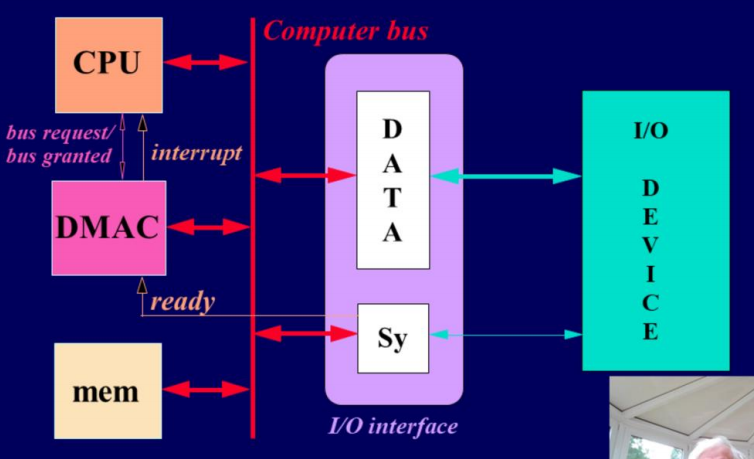 Computer bus
CPU
bus request/
bus granted
interrupt
DMAC
ready
mem
DATA
Sy
I/O interface
I/O
DEVICE